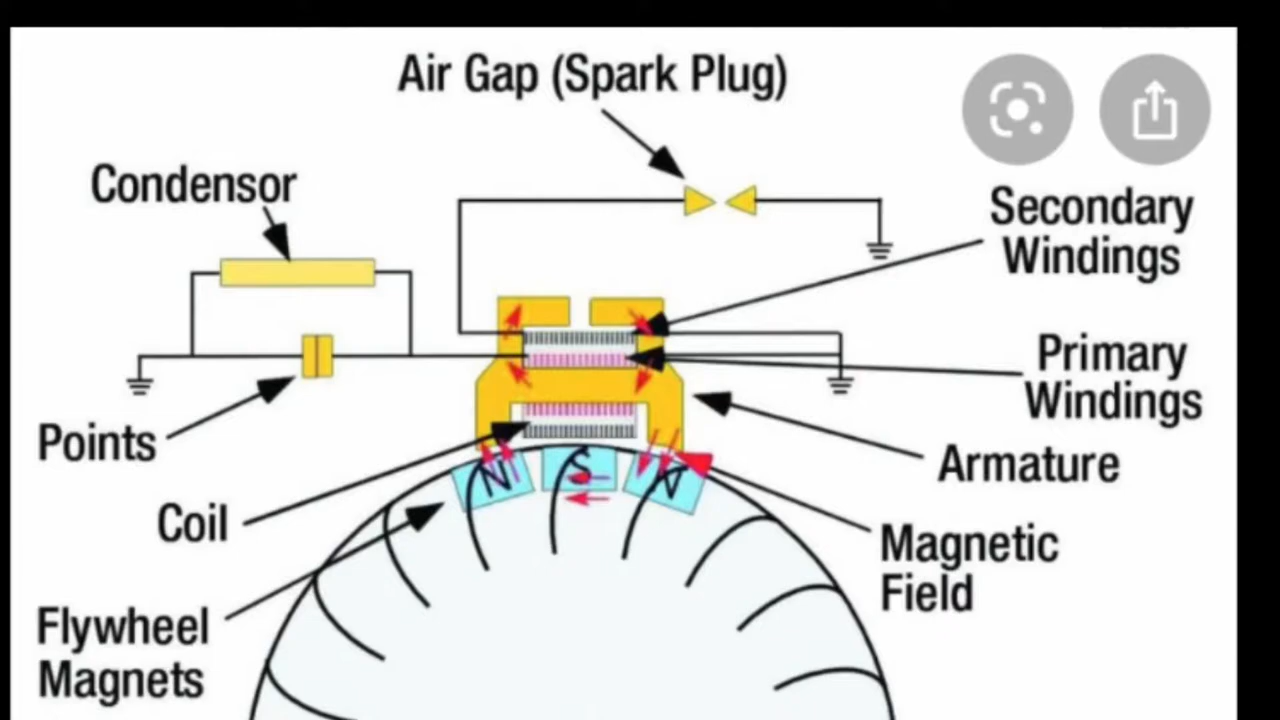 Air Gap (Spark Plug)
Condensor
Secondary
Windings
Primary
Windings
Points
Armature
N
S
N
Coil
Magnetic
Field
Flywheel
Magnets